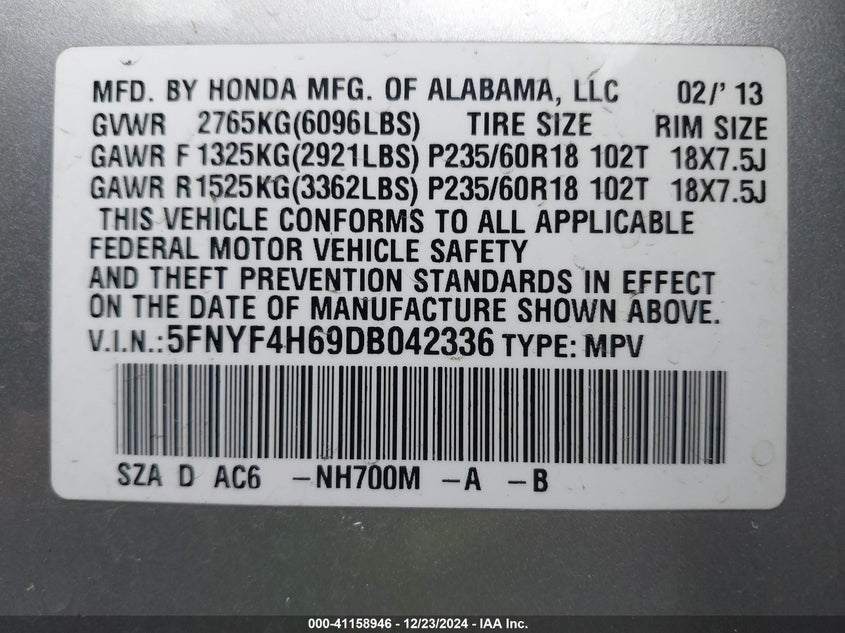 MFD. BY HONDA MFG. OF ALABAMA, LLC 02/' 13
GVWR 2765KG(6096LBS) TIRE SIZE RIM SIZE
GAWR F 1325KG(2921LBS) P235/60R18 102T 18X7.5J
GAWR R1525KG(3362LBS) P235/60R18 102T 18X7.5J
THIS VEHICLE CONFORMS TO ALL APPLICABLE
FEDERAL MOTOR VEHICLE SAFETY
AND THEFT PREVENTION STANDARDS IN EFFECT
ON THE DATE OF MANUFACTURE SHOWN ABOVE.
V.I.N.:5FNYF4H69DB042336 TYPE: MPV
SZA D AC6 -NH700M -A -B
000-41158946 - 12/23/2024 - IAA Inc.